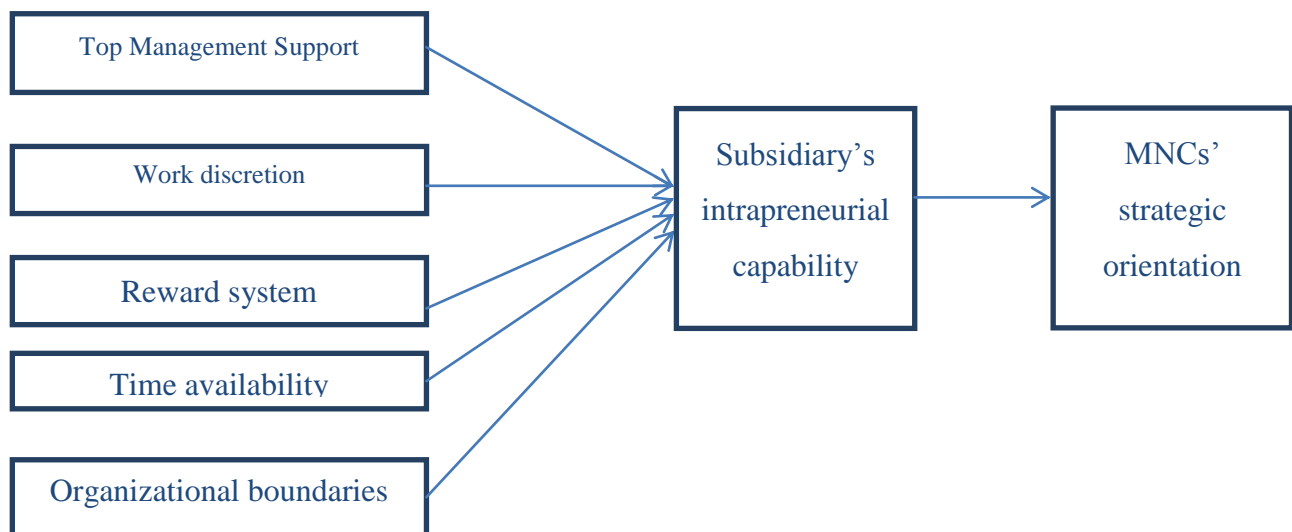 Top Management Support
Work discretion
Reward system
Time availability
Organizational boundaries
Subsidiary’s
intrapreneurial
capability
MNCs’
strategic
orientation